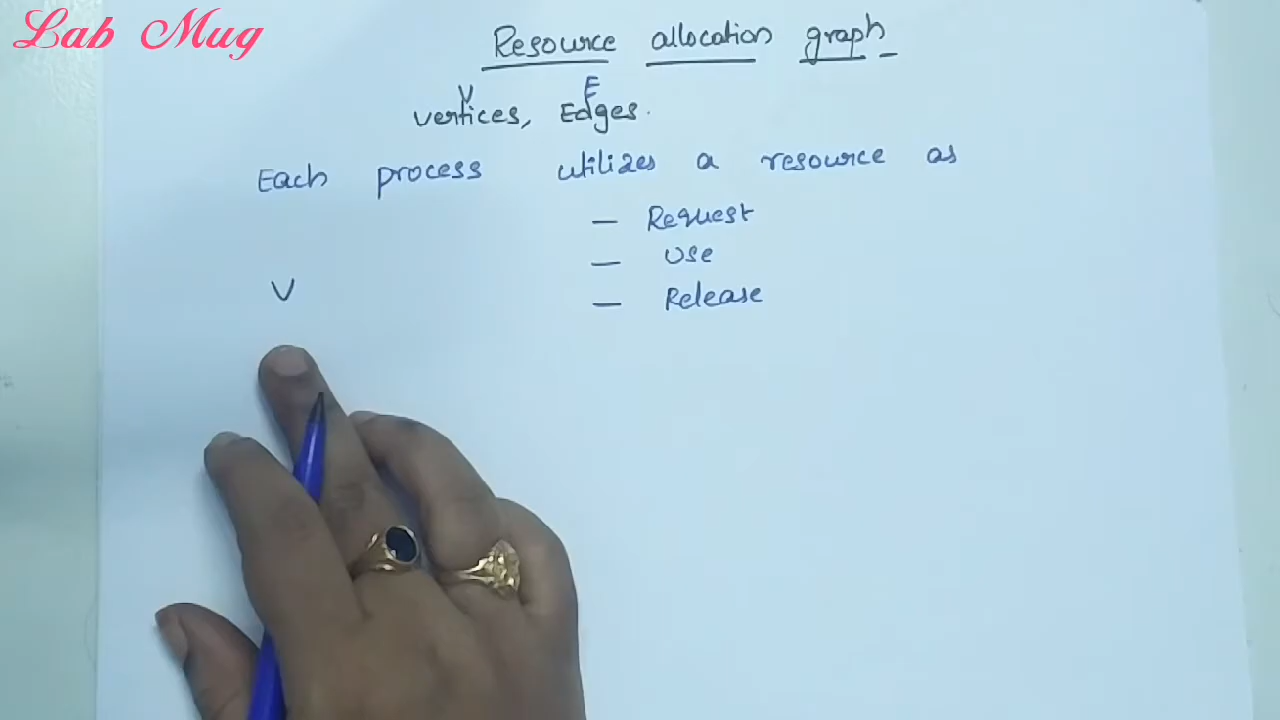 Lab Mug
Resource allocation graph
V E
vertices, Edges.
Each process utilizes a resource as
— Request
— Use
— Release
V